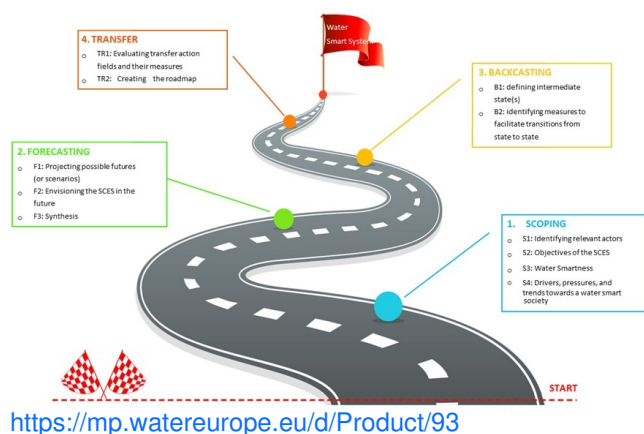 Water
Smart System
4. TRANSFER
o TR1: Evaluating transfer action
fields and their measures
o TR2: Creating the roadmap
3. BACKCASTING
o B1: defining intermediate
state(s)
o B2: identifying measures to
facilitate transitions from
state to state
2. FORECASTING
o F1: Projecting possible futures
(or scenarios)
o F2: Envisioning the SCES in the
future
o F3: Synthesis
1. SCOPING
o S1: Identifying relevant actors
o S2: Objectives of the SCES
o S3: Water Smartness
o S4: Drivers, pressures, and
trends towards a water smart
society
START
https://mp.watereurope.eu/d/Product/93